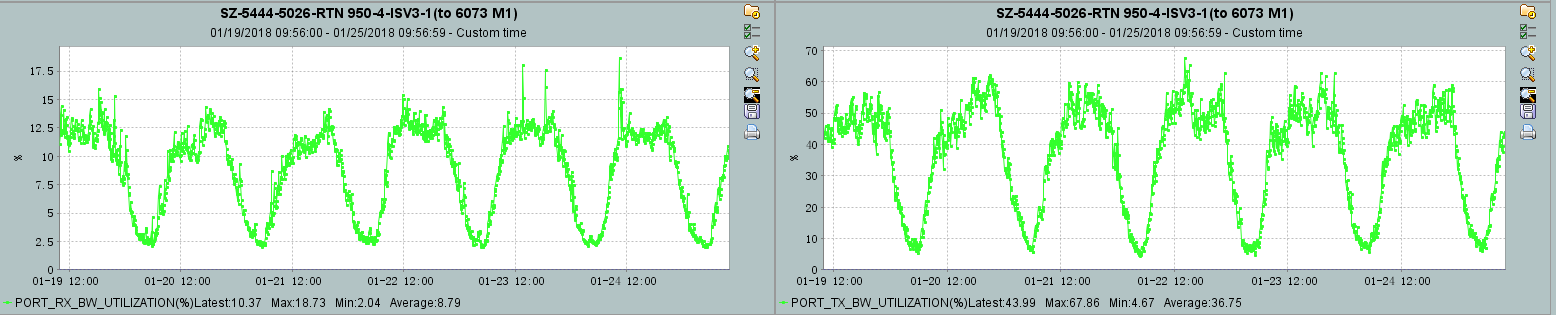 SZ-5444-5026-RTN 950-4-ISV3-1(to 6073 M1)
01/19/2018 09:56:00 - 01/25/2018 09:56:59 - Custom time
17.5
15
12.5
10
7.5
5
2.5
0
%
01-19 12:00 01-20 12:00 01-21 12:00 01-22 12:00 01-23 12:00 01-24 12:00
PORT_RX_BW_UTILIZATION(%)Latest:10.37 Max:18.73 Min:2.04 Average:8.79
SZ-5444-5026-RTN 950-4-ISV3-1(to 6073 M1)
01/19/2018 09:56:00 - 01/25/2018 09:56:59 - Custom time
70
60
50
40
30
20
10
0
%
01-19 12:00 01-20 12:00 01-21 12:00 01-22 12:00 01-23 12:00 01-24 12:00
PORT_TX_BW_UTILIZATION(%)Latest:43.99 Max:67.86 Min:4.67 Average:36.75